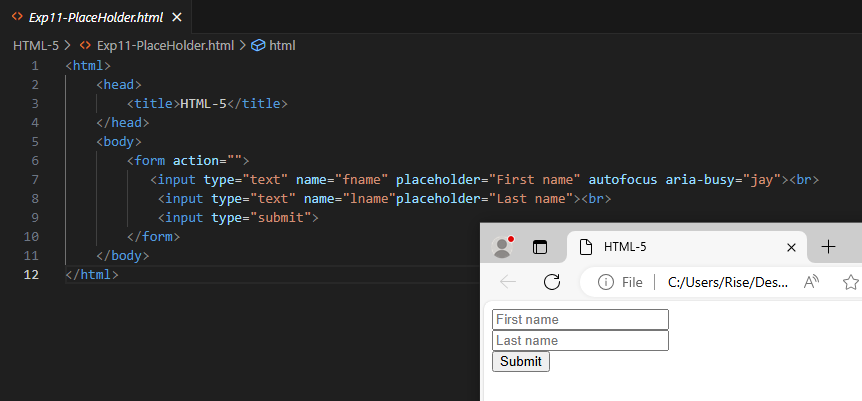 Exp11-PlaceHolder.html
HTML-5 > Exp11-PlaceHolder.html > html
1 <html>
2 <head>
3 <title>HTML-5</title>
4 </head>
5 <body>
6 <form action="">
7 <input type="text" name="fname" placeholder="First name" autofocus aria-busy="jay"><br>
8 <input type="text" name="lname"placeholder="Last name"><br>
9 <input type="submit">
10 </form>
11 </body>
12 </html>
HTML-5
File | C:/Users/Rise/Des...
First name
Last name
Submit